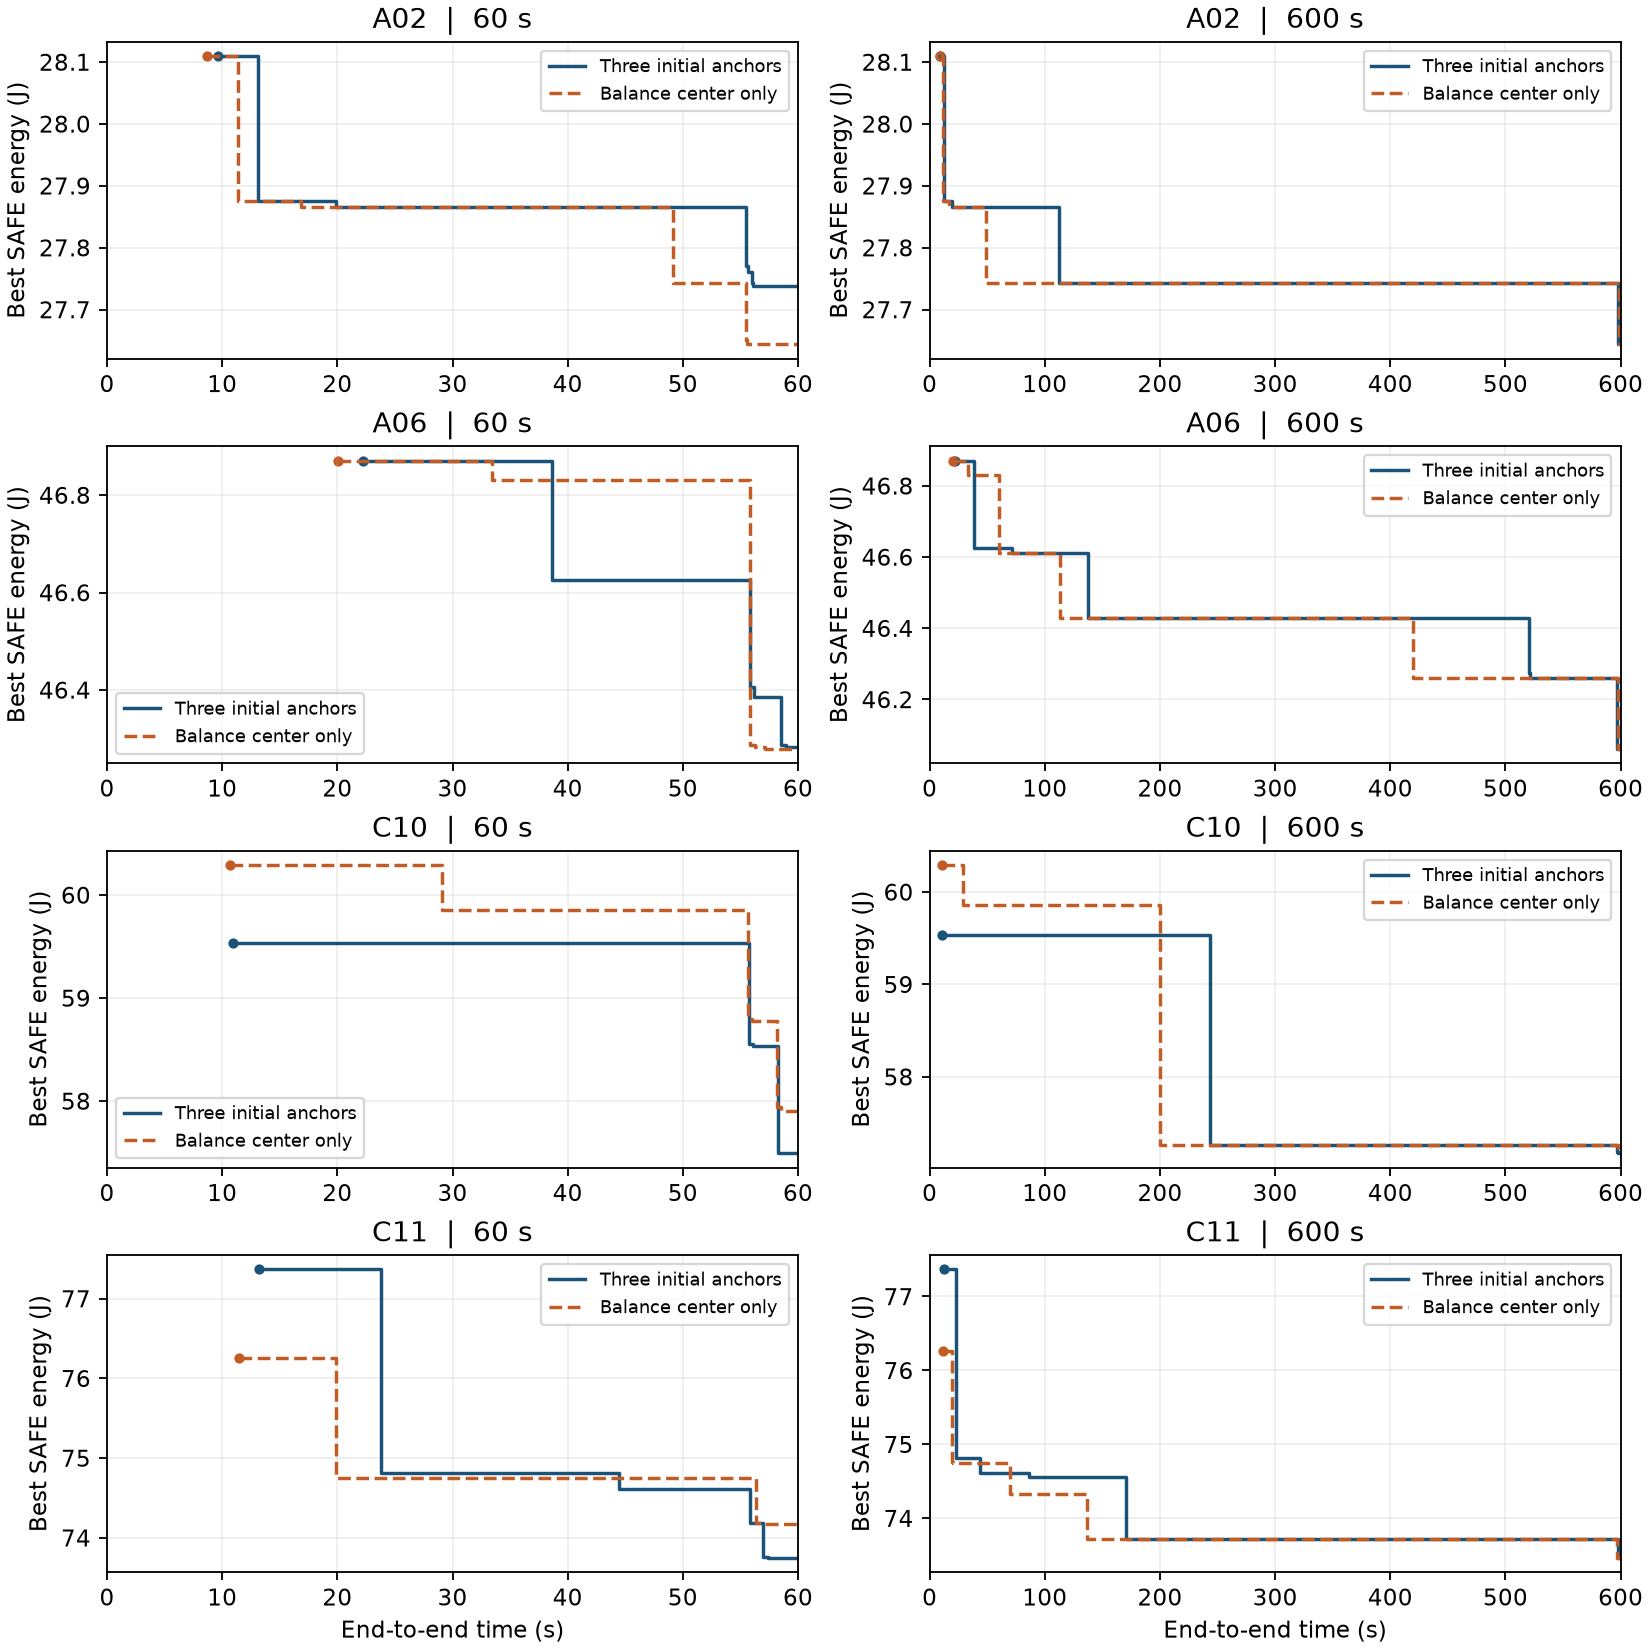 A02 | 60 s
Best SAFE energy (J)
28.1
28.0
27.9
27.8
27.7
Three initial anchors
Balance center only
0 10 20 30 40 50 60
A02 | 600 s
Best SAFE energy (J)
28.1
28.0
27.9
27.8
27.7
Three initial anchors
Balance center only
0 100 200 300 400 500 600
A06 | 60 s
Best SAFE energy (J)
46.8
46.6
46.4
Three initial anchors
Balance center only
0 10 20 30 40 50 60
A06 | 600 s
Best SAFE energy (J)
46.8
46.6
46.4
46.2
Three initial anchors
Balance center only
0 100 200 300 400 500 600
C10 | 60 s
Best SAFE energy (J)
60
59
58
Three initial anchors
Balance center only
0 10 20 30 40 50 60
C10 | 600 s
Best SAFE energy (J)
60
59
58
Three initial anchors
Balance center only
0 100 200 300 400 500 600
C11 | 60 s
Best SAFE energy (J)
77
76
75
74
Three initial anchors
Balance center only
0 10 20 30 40 50 60
End-to-end time (s)
C11 | 600 s
Best SAFE energy (J)
77
76
75
74
Three initial anchors
Balance center only
0 100 200 300 400 500 600
End-to-end time (s)